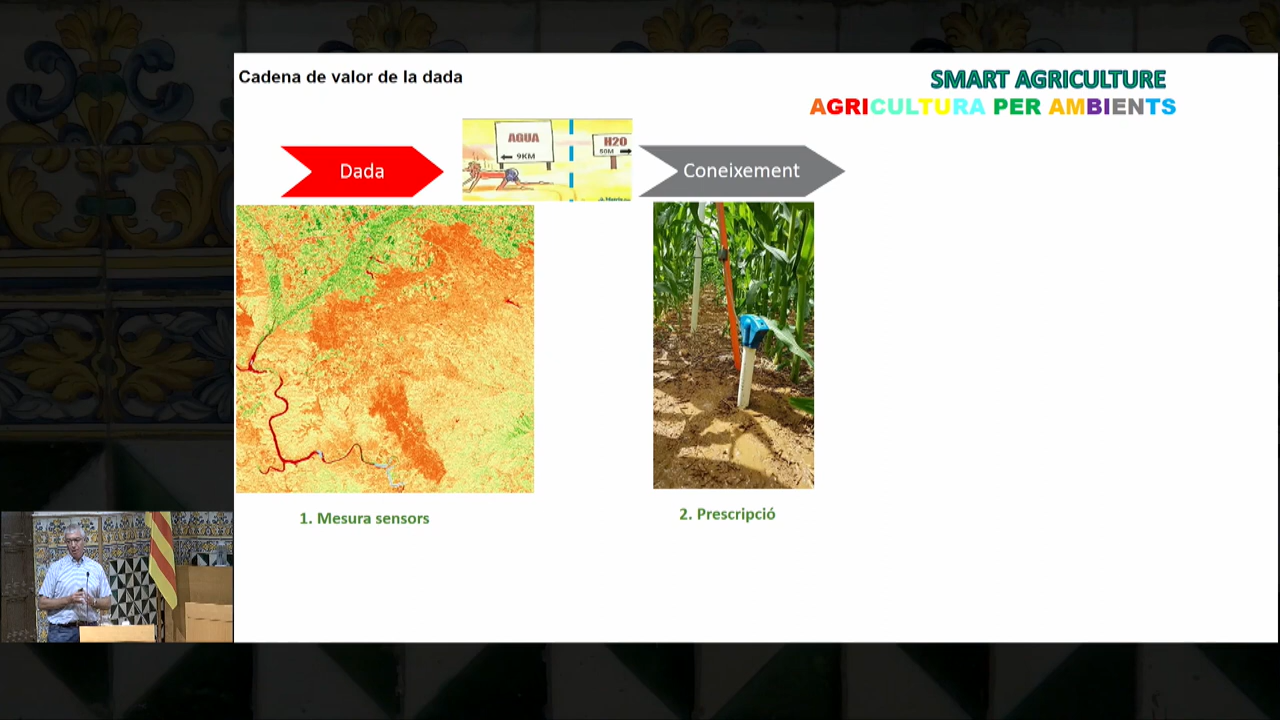 Cadena de valor de la dada
SMART AGRICULTURE
AGRICULTURA PER AMBIENTS
Dada
AGUA
9KM
H2O
50M
Coneixement
1. Mesura sensors
2. Prescripció